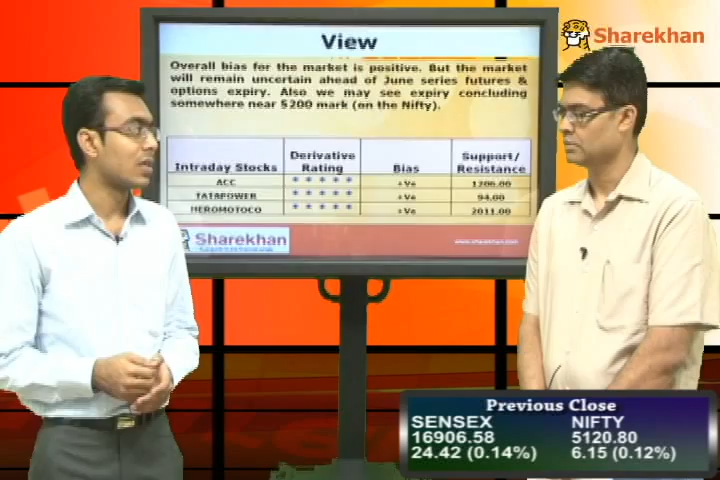 Sharekhan
View
Overall bias for the market is positive. But the market
will remain uncertain ahead of June series futures &
options expiry. Also we may see expiry concluding
somewhere near 5200 mark (on the Nifty).
Intraday Stocks Derivative Rating Bias Support/ Resistance
ACC * * * * * +Ve 1206.00
TATAPOWER * * * * * +Ve 94.00
HEROMOTOCO * * * * * +Ve 2011.00
Sharekhan
www.sharekhan.com
Previous Close
SENSEX NIFTY
16906.58 5120.80
24.42 (0.14%) 6.15 (0.12%)